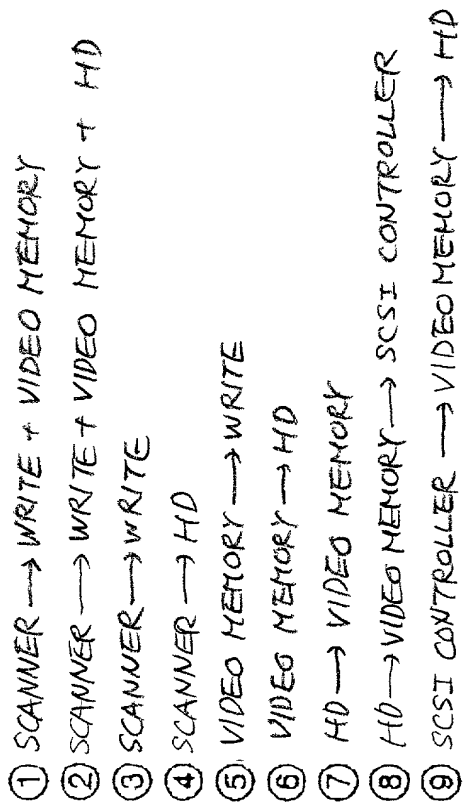 ① SCANNER → WRITE + VIDEO MEMORY
② SCANNER → WRITE + VIDEO MEMORY + HD
③ SCANNER → WRITE
④ SCANNER → HD
⑤ VIDEO MEMORY → WRITE
⑥ VIDEO MEMORY → HD
⑦ HD → VIDEO MEMORY
⑧ HD → VIDEO MEMORY → SCSI CONTROLLER
⑨ SCSI CONTROLLER → VIDEO MEMORY → HD